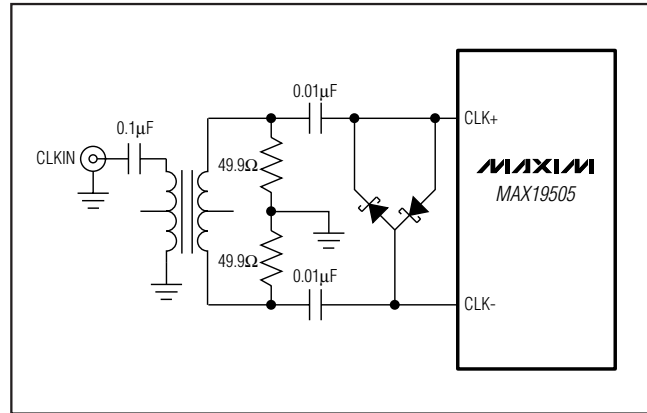 0.01μF
CLK+
0.1μF
CLKIN
49.9Ω
MAXIM
MAX19505
49.9Ω
0.01μF
CLK-